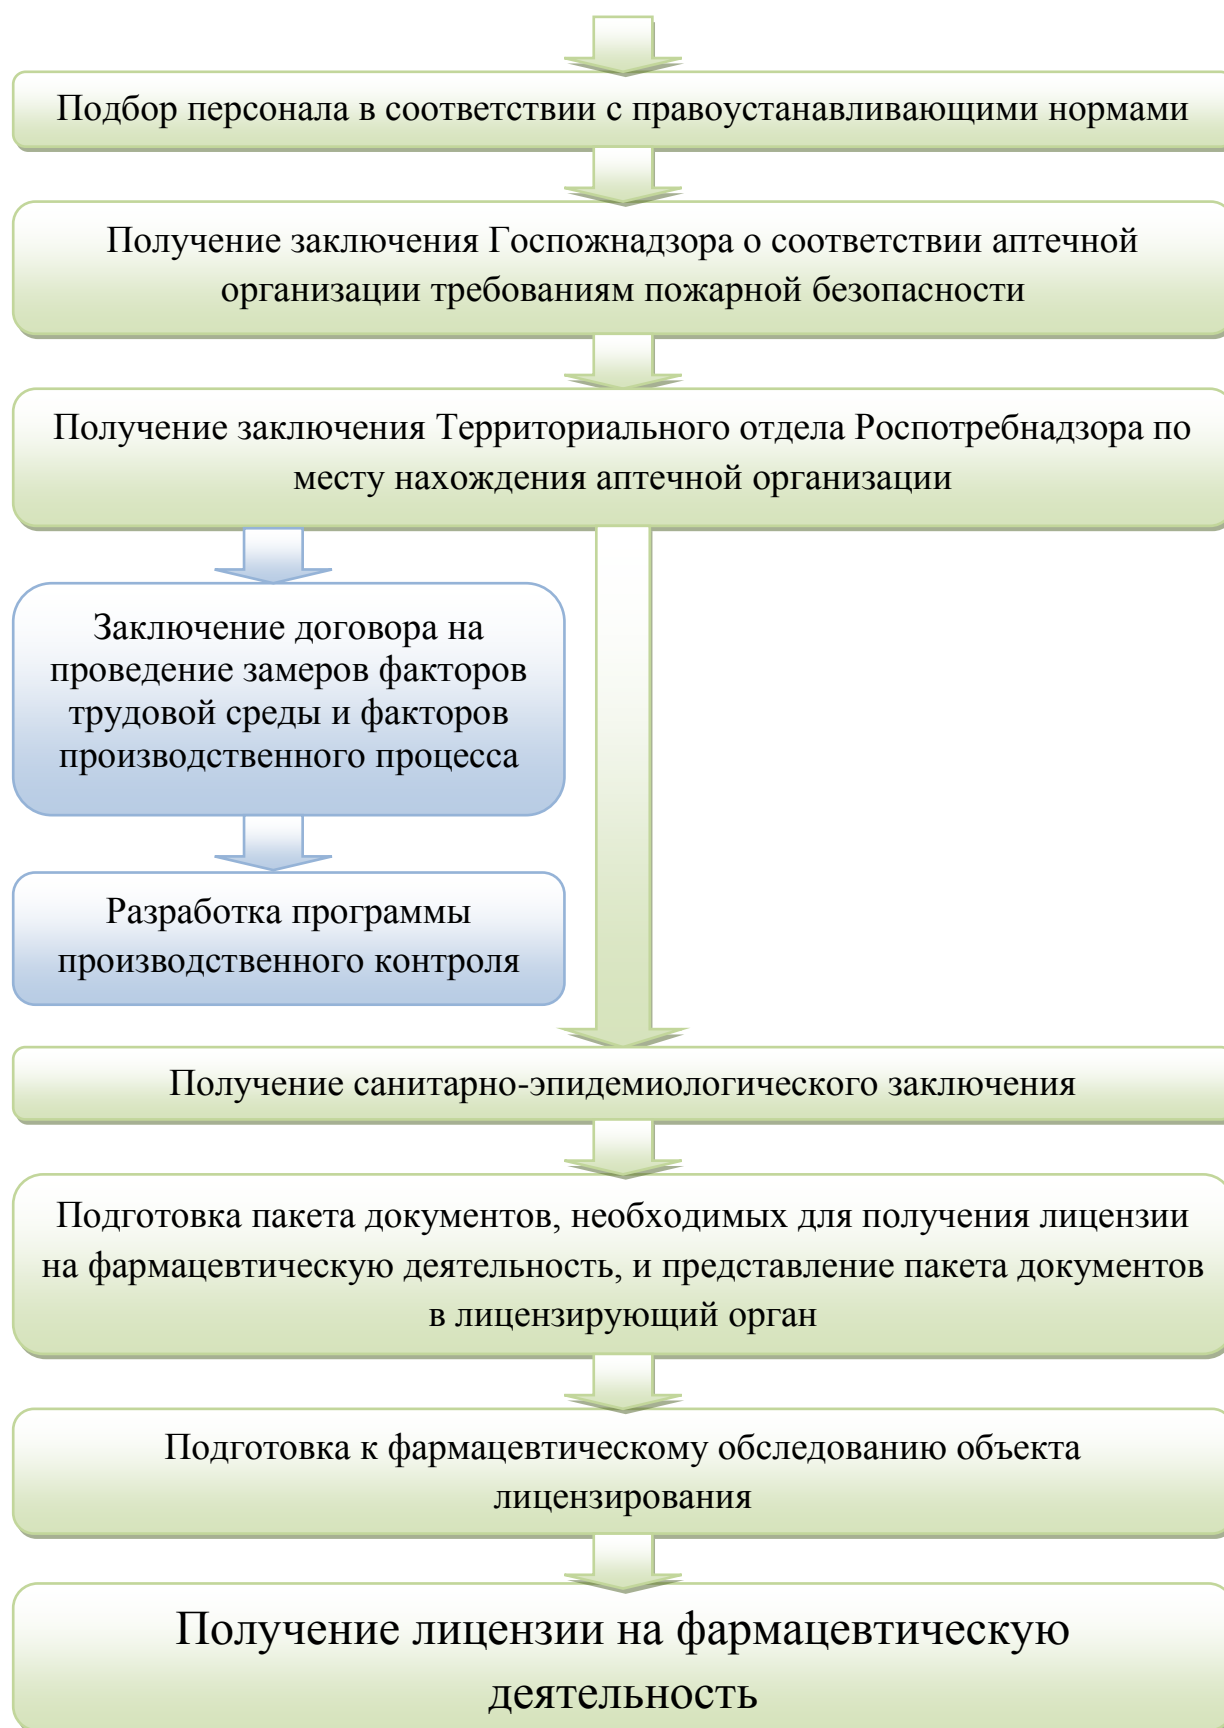 Подбор персонала в соответствии с правоустанавливающими нормами
Получение заключения Госпожнадзора о соответствии аптечной
организации требованиям пожарной безопасности
Получение заключения Территориального отдела Роспотребнадзора по
месту нахождения аптечной организации
Заключение договора на
проведение замеров факторов
трудовой среды и факторов
производственного процесса
Разработка программы
производственного контроля
Получение санитарно-эпидемиологического заключения
Подготовка пакета документов, необходимых для получения лицензии
на фармацевтическую деятельность, и представление пакета документов
в лицензирующий орган
Подготовка к фармацевтическому обследованию объекта
лицензирования
Получение лицензии на фармацевтическую
деятельность